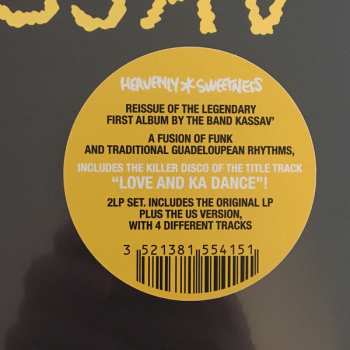 SSAV
HEAVENLY * SWEETNESS
REISSUE OF THE LEGENDARY
FIRST ALBUM BY THE BAND KASSAV'
A FUSION OF FUNK
AND TRADITIONAL GUADELOUPEAN RHYTHMS,
INCLUDES THE KILLER DISCO OF THE TITLE TRACK
"LOVE AND KA DANCE"!
2LP SET. INCLUDES THE ORIGINAL LP
PLUS THE US VERSION,
WITH 4 DIFFERENT TRACKS
3 521381 554151